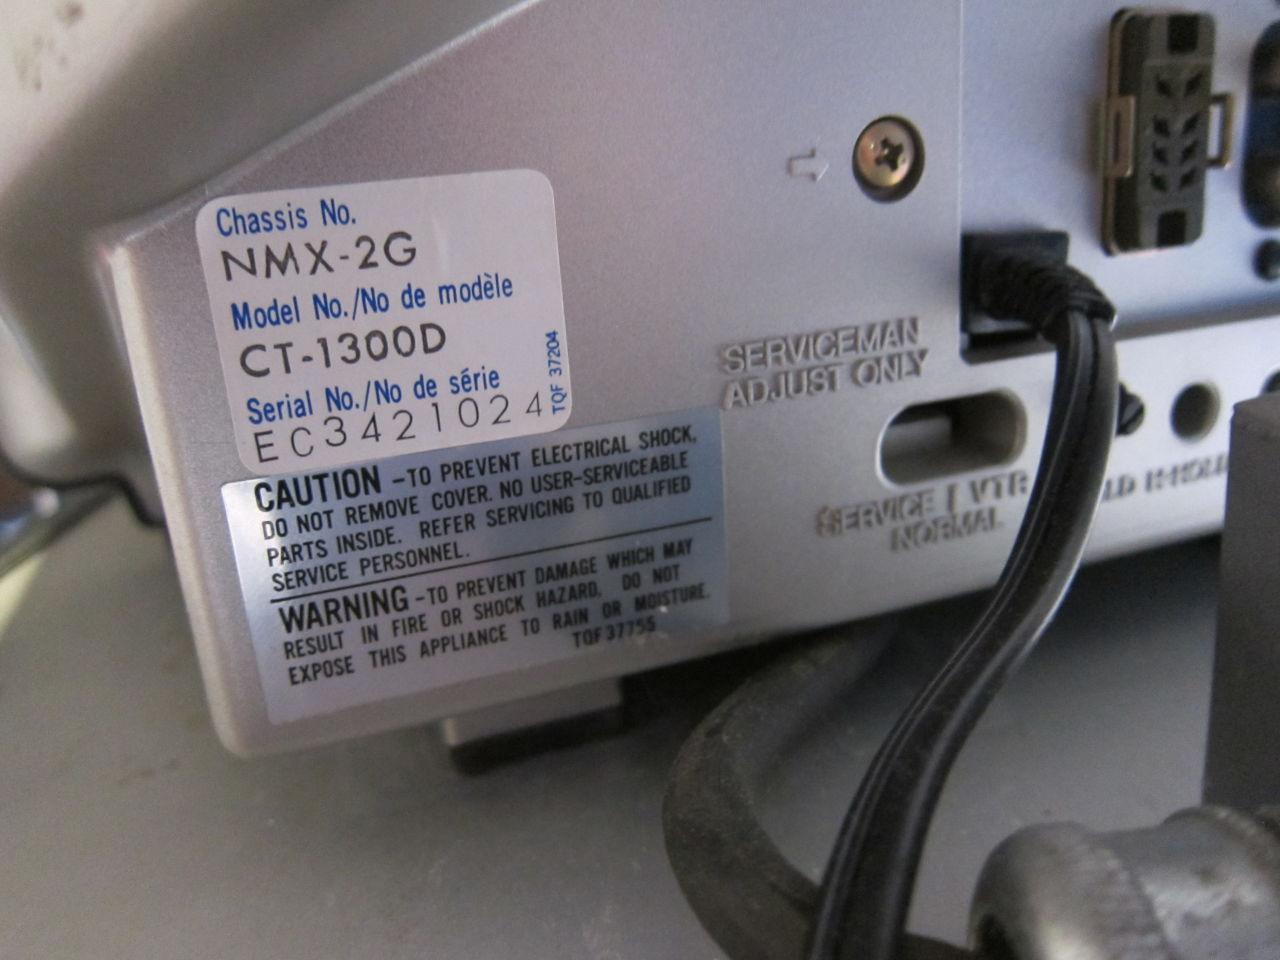 Chassis No.
NMX-2G
Model No./No de modèle
CT-1300D
Serial No./No de série
EC3421024
TQF 37204
CAUTION -TO PREVENT ELECTRICAL SHOCK,
DO NOT REMOVE COVER. NO USER-SERVICEABLE
PARTS INSIDE. REFER SERVICING TO QUALIFIED
SERVICE PERSONNEL.
WARNING -TO PREVENT DAMAGE WHICH MAY
RESULT IN FIRE OR SHOCK HAZARD, DO NOT
EXPOSE THIS APPLIANCE TO RAIN OR MOISTURE.
TQF37755
SERVICEMAN
ADJUST ONLY
SERVICE | VTR
NORMAL